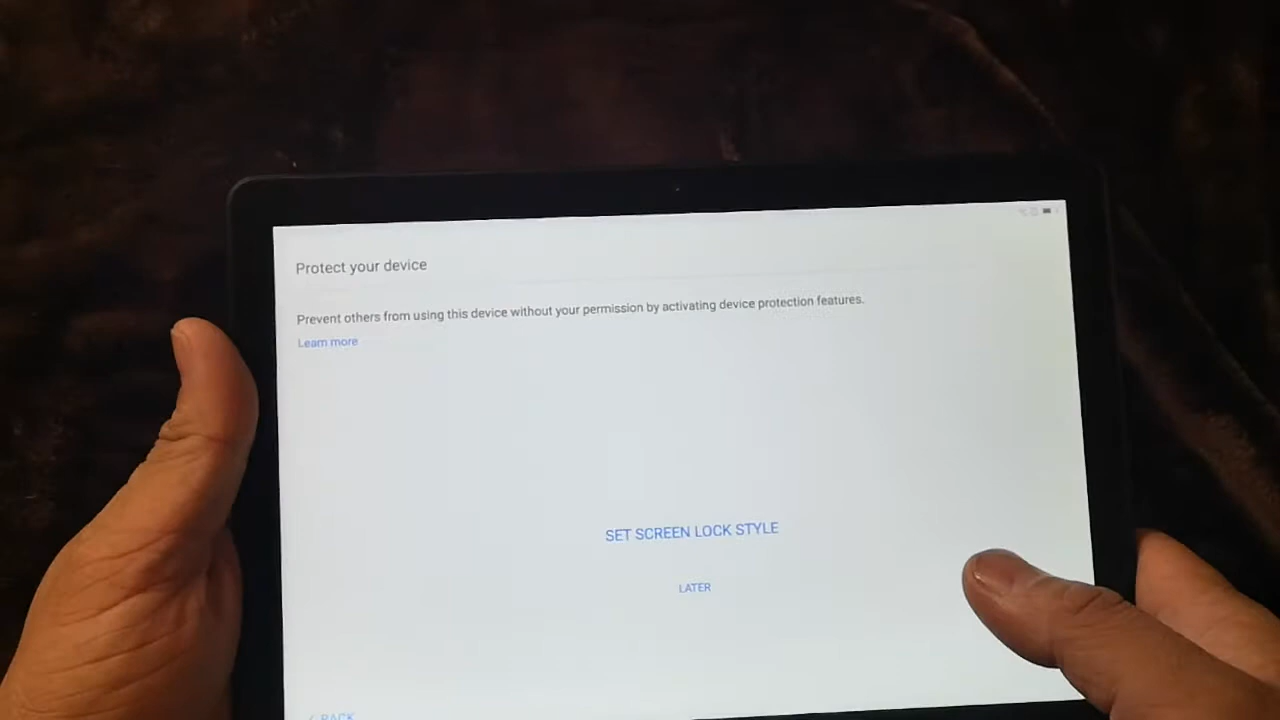 Protect your device
Prevent others from using this device without your permission by activating device protection features.
Learn more
SET SCREEN LOCK STYLE
LATER
BACK